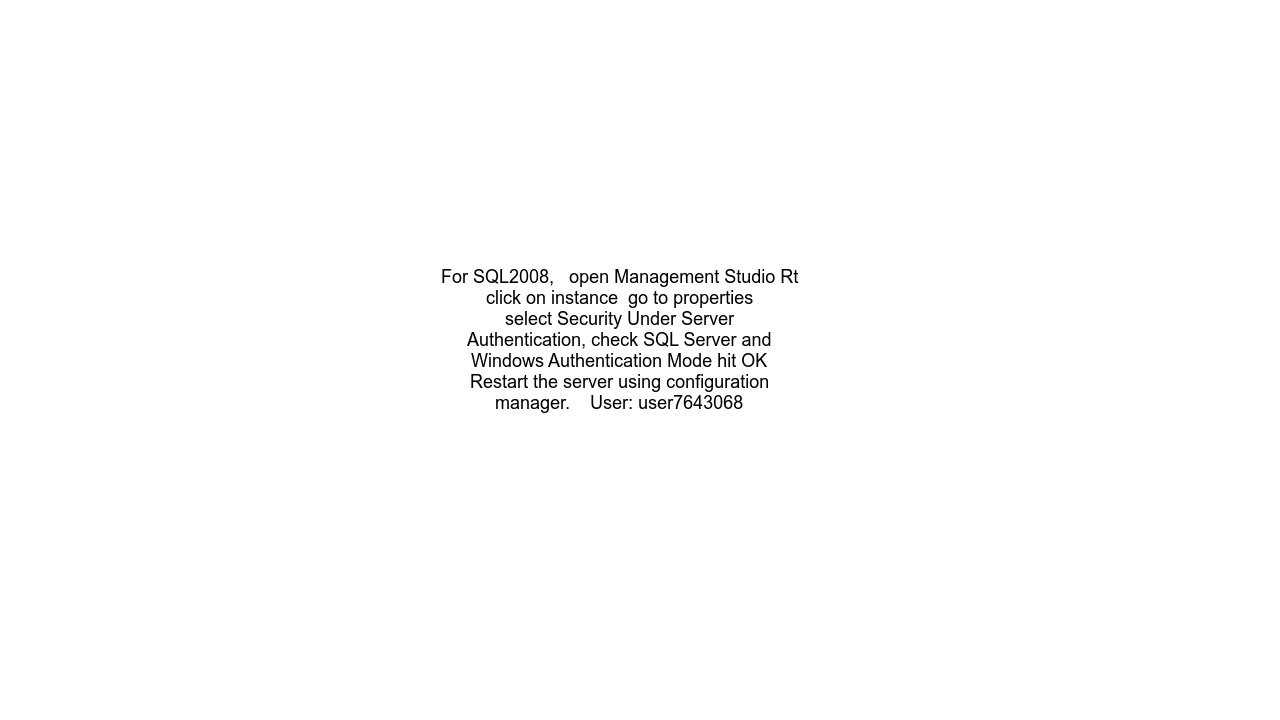 For SQL2008,   open Management Studio Rt
click on instance  go to properties
select Security Under Server
Authentication, check SQL Server and
Windows Authentication Mode hit OK
Restart the server using configuration
manager.    User: user7643068